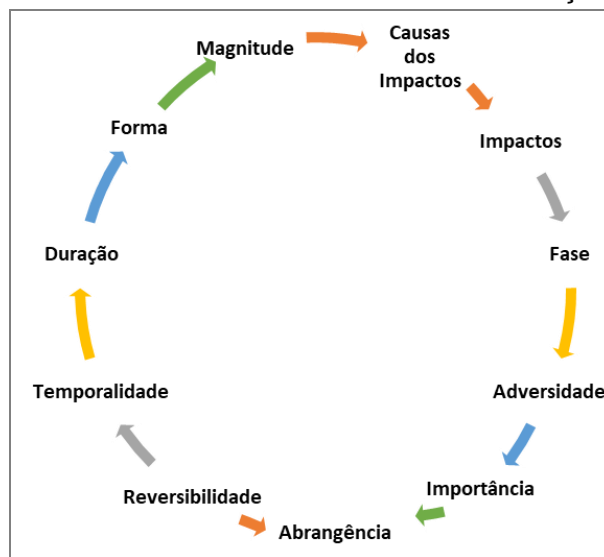 Causas
dos
Impactos
Impactos
Fase
Adversidade
Importância
Abrangência
Reversibilidade
Temporalidade
Duração
Forma
Magnitude